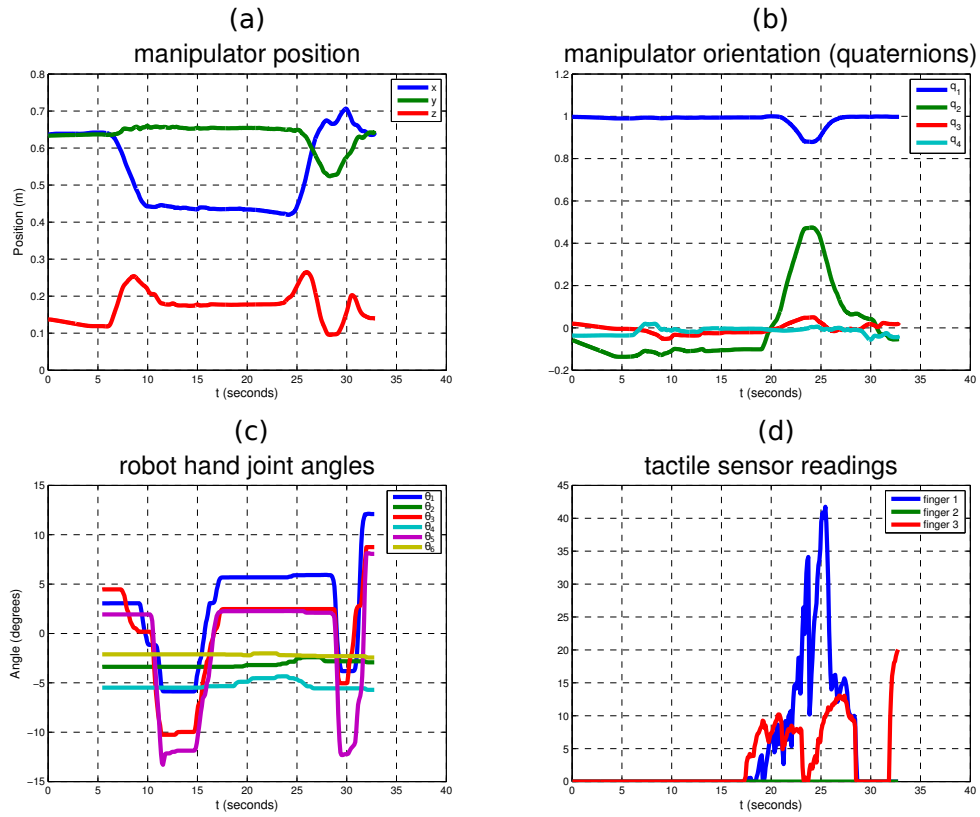 (a)
manipulator position
0.8
0.7
0.6
0.5
0.4
0.3
0.2
0.1
0
Position (m)
x
y
z
0 5 10 15 20 25 30 35 40
t (seconds)
(b)
manipulator orientation (quaternions)
1.2
1
0.8
0.6
0.4
0.2
0
−0.2
q1
q2
q3
q4
0 5 10 15 20 25 30 35 40
t (seconds)
(c)
robot hand joint angles
15
10
5
0
−5
−10
−15
Angle (degrees)
θ1
θ2
θ3
θ4
θ5
θ6
0 5 10 15 20 25 30 35 40
t (seconds)
(d)
tactile sensor readings
45
40
35
30
25
20
15
10
5
0
finger 1
finger 2
finger 3
0 5 10 15 20 25 30 35 40
t (seconds)